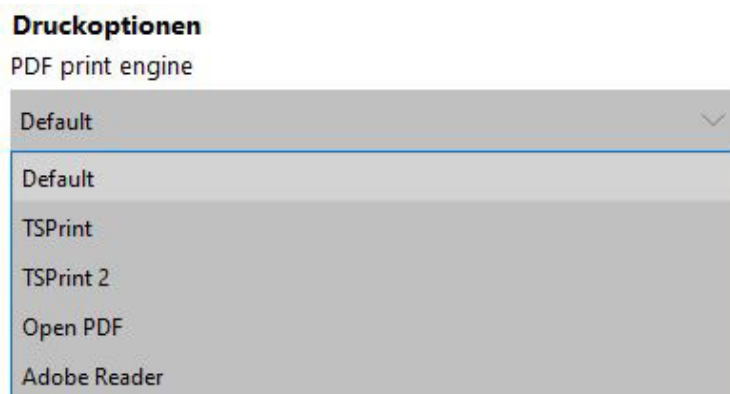 Druckoptionen
PDF print engine
Default
Default
TSPrint
TSPrint 2
Open PDF
Adobe Reader